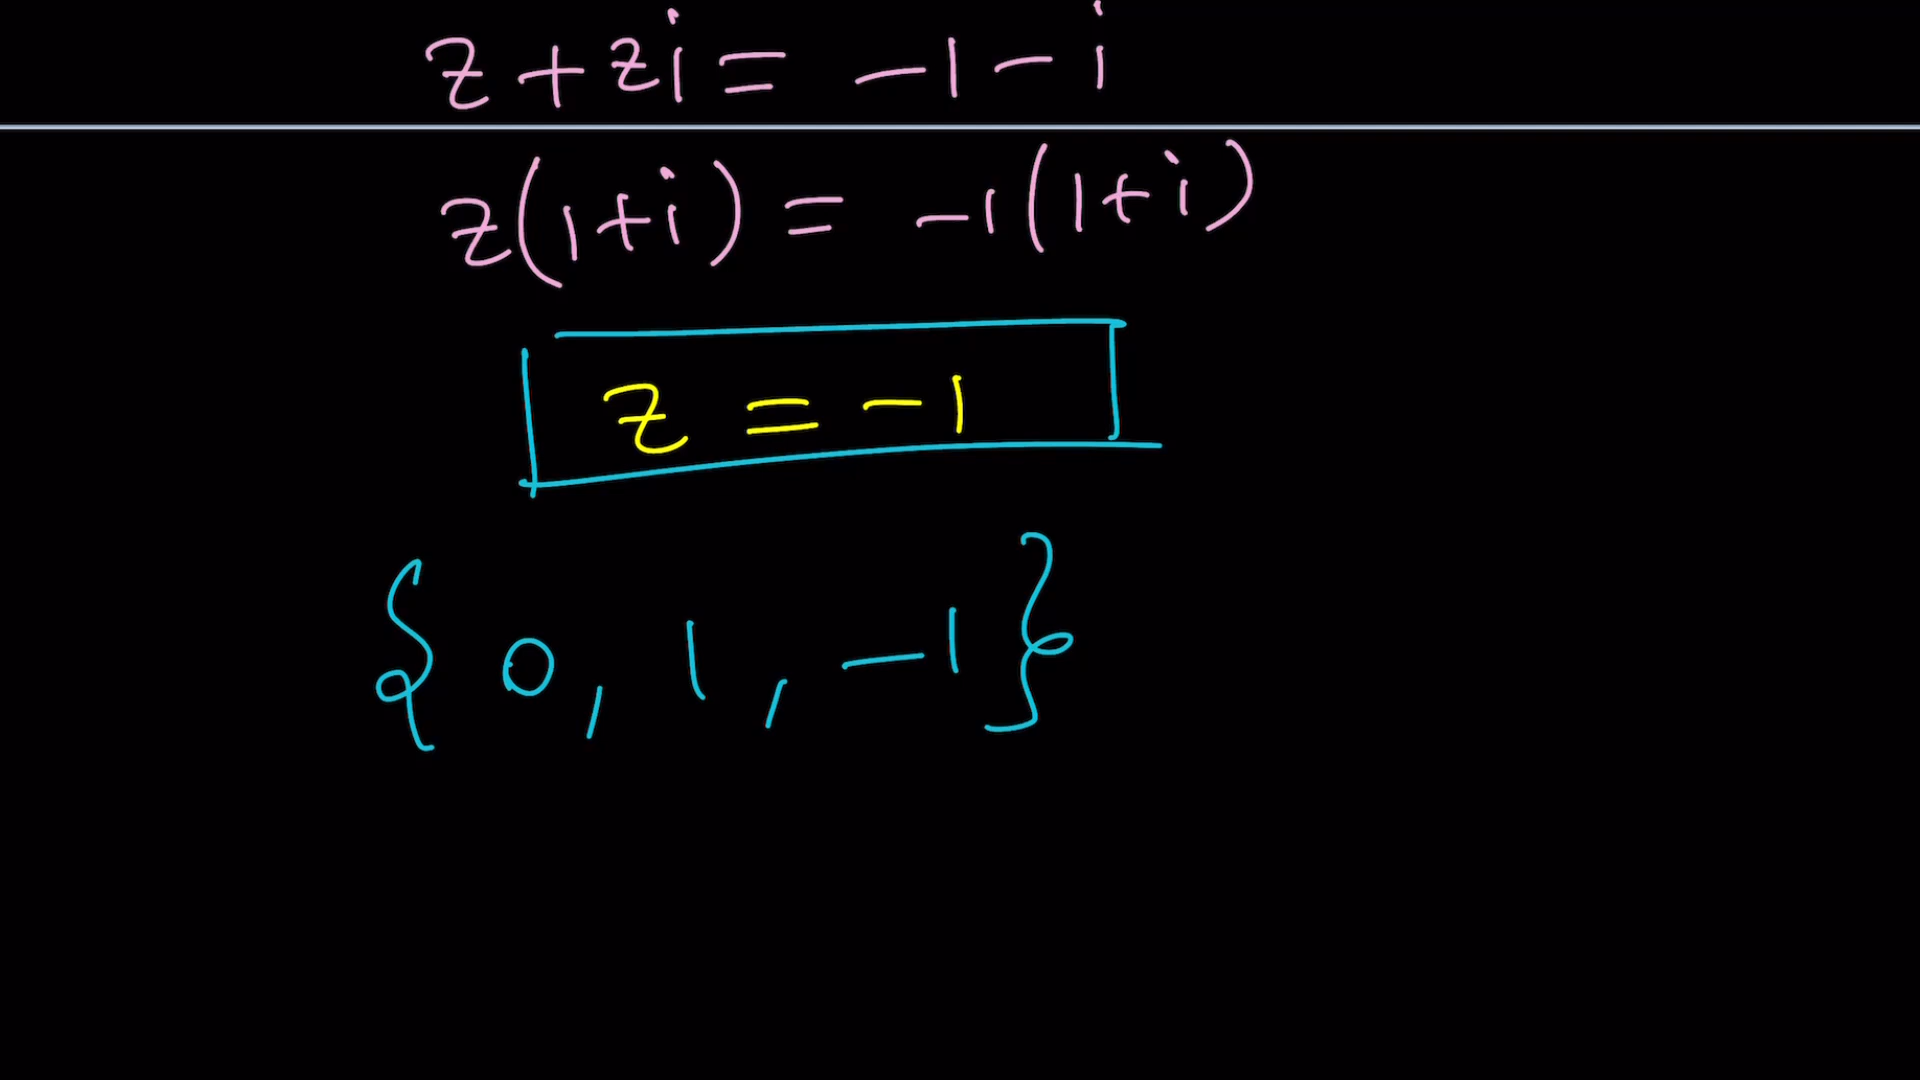 z + zi = -1 - i
z(1+i) = -1(1+i)
z = -1
{0, 1, -1}